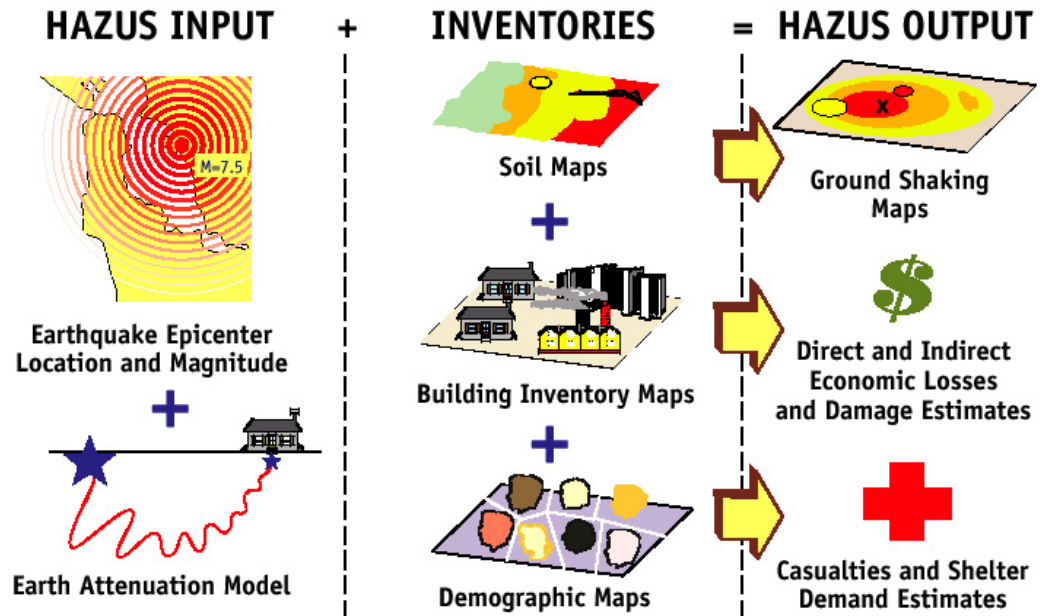 HAZUS INPUT + INVENTORIES = HAZUS OUTPUT
M=7.5
Earthquake Epicenter
Location and Magnitude
+
Earth Attenuation Model
Soil Maps
+
Building Inventory Maps
+
Demographic Maps
X
Ground Shaking
Maps
$
Direct and Indirect
Economic Losses
and Damage Estimates
Casualties and Shelter
Demand Estimates